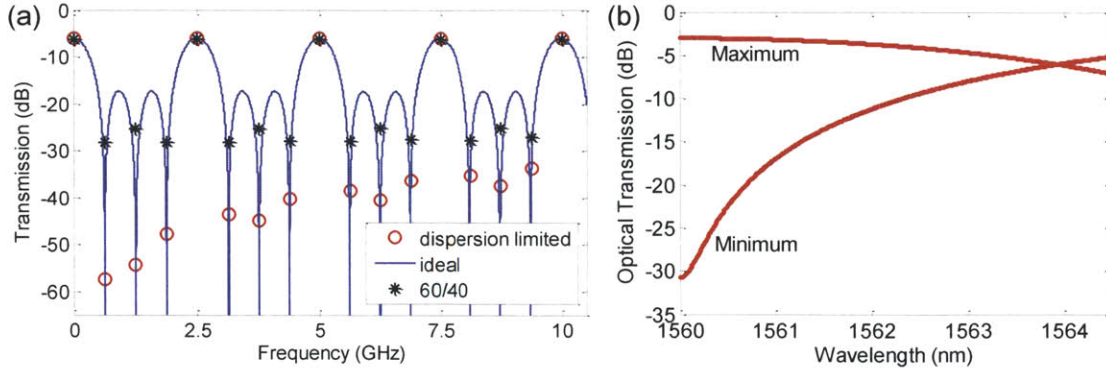 (a)
0
-10
-20
-30
-40
-50
-60
Transmission (dB)
dispersion limited
ideal
60/40
0
2.5
5
7.5
10
Frequency (GHz)
(b)
0
-5
-10
-15
-20
-25
-30
-35
Optical Transmission (dB)
Maximum
Minimum
1560
1561
1562
1563
1564
Wavelength (nm)